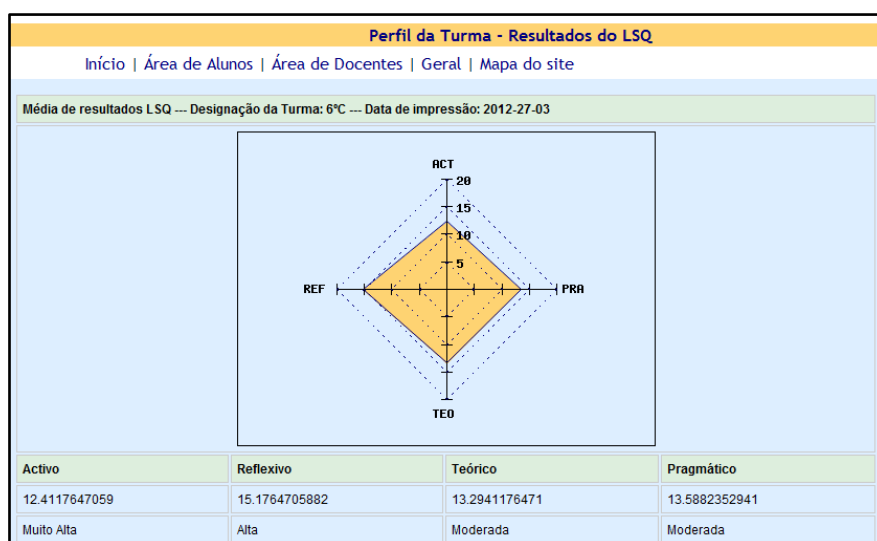 Perfil da Turma - Resultados do LSQ
Início | Área de Alunos | Área de Docentes | Geral | Mapa do site
Média de resultados LSQ --- Designação da Turma: 6ºC --- Data de impressão: 2012-27-03
ACT
20
15
10
5
REF
PRA
TEO
Activo Reflexivo Teórico Pragmático
12.4117647059 15.1764705882 13.2941176471 13.5882352941
Muito Alta Alta Moderada Moderada